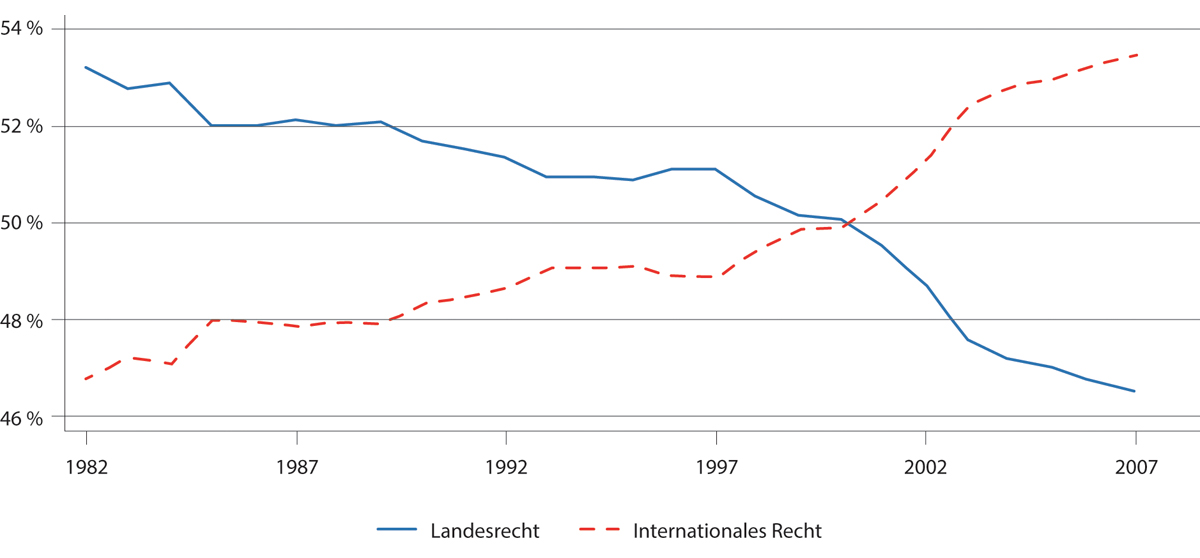 54 %
52 %
50 %
48 %
46 %
1982 1987 1992 1997 2002 2007
Landesrecht Internationales Recht